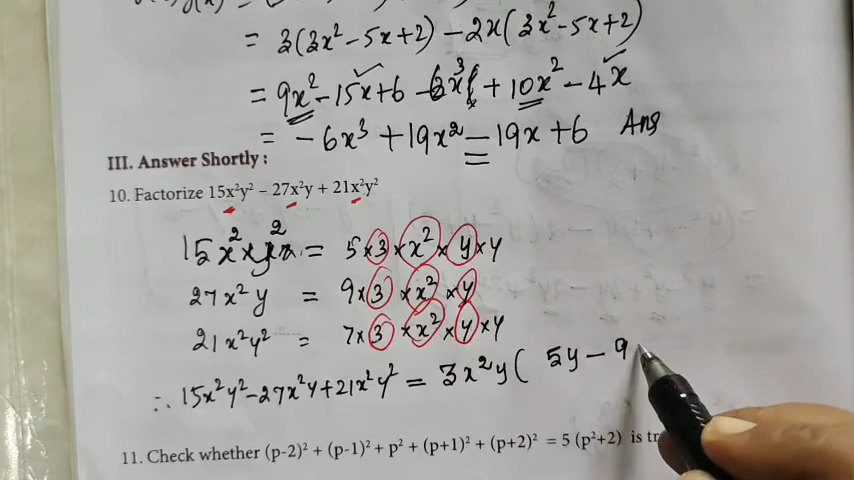 = 3(3x² - 5x + 2) - 2x(3x² - 5x + 2)
= 9x² - 15x + 6 - 6x³ + 10x² - 4x
= - 6x³ + 19x² - 19x + 6 Ans
III. Answer Shortly :
10. Factorize 15x²y² – 27x²y + 21x²y²
15x² × y² = 5 × 3 × x² × y × y
27x²y = 9 × 3 × x² × y
21x²y² = 7 × 3 × x² × y × y
∴ 15x²y² - 27x²y + 21x²y² = 3x²y ( 5y - 9
11. Check whether (p-2)² + (p-1)² + p² + (p+1)² + (p+2)² = 5 (p²+2) is